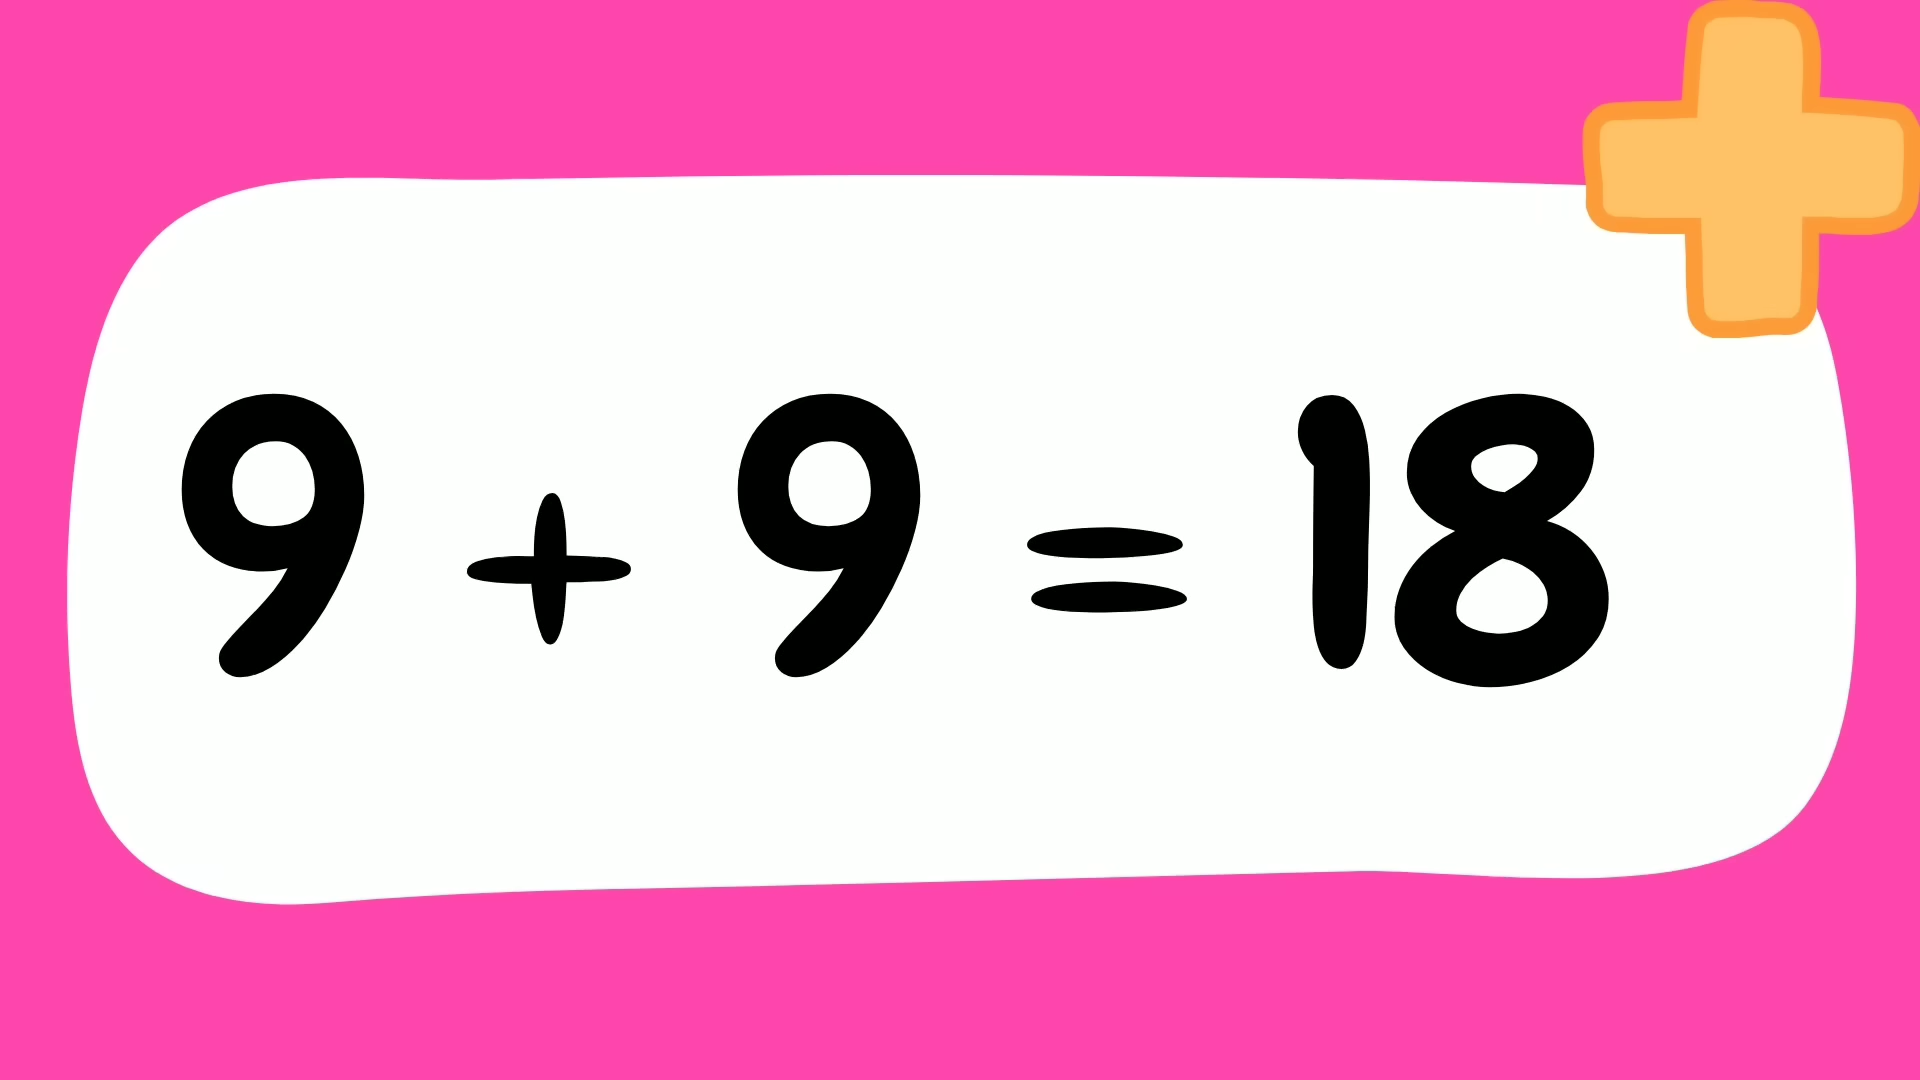 9 + 9 = 18